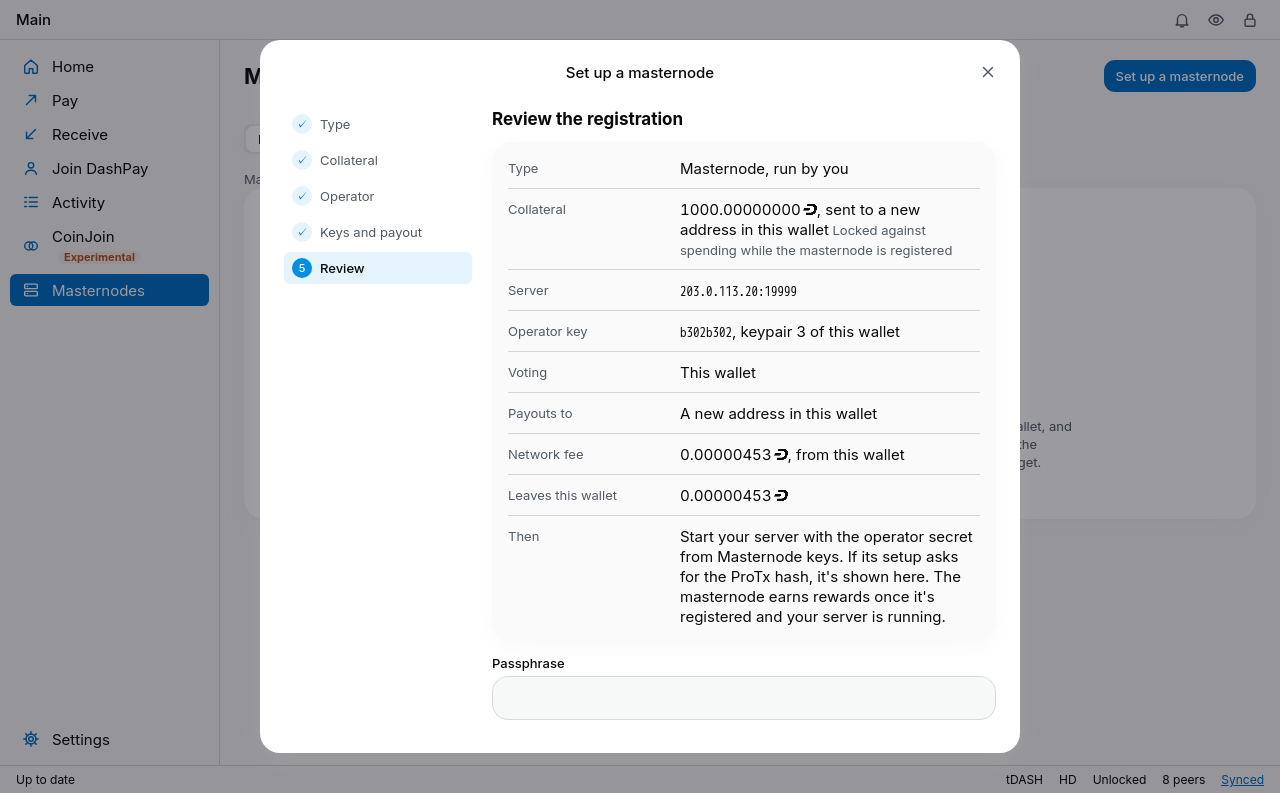 Main
Home
Pay
Receive
Join DashPay
Activity
CoinJoin
Experimental
Masternodes
Settings
Set up a masternode
Set up a masternode
✓ Type
✓ Collateral
✓ Operator
✓ Keys and payout
5 Review
Review the registration
Type Masternode, run by you
Collateral 1000.00000000, sent to a new
address in this wallet Locked against
spending while the masternode is registered
Server 203.0.113.20:19999
Operator key b302b302, keypair 3 of this wallet
Voting This wallet
Payouts to A new address in this wallet
Network fee 0.00000453, from this wallet
Leaves this wallet 0.00000453
Then Start your server with the operator secret
from Masternode keys. If its setup asks
for the ProTx hash, it's shown here. The
masternode earns rewards once it's
registered and your server is running.
Passphrase
and
the
Up to date
tDASH HD Unlocked 8 peers Synced